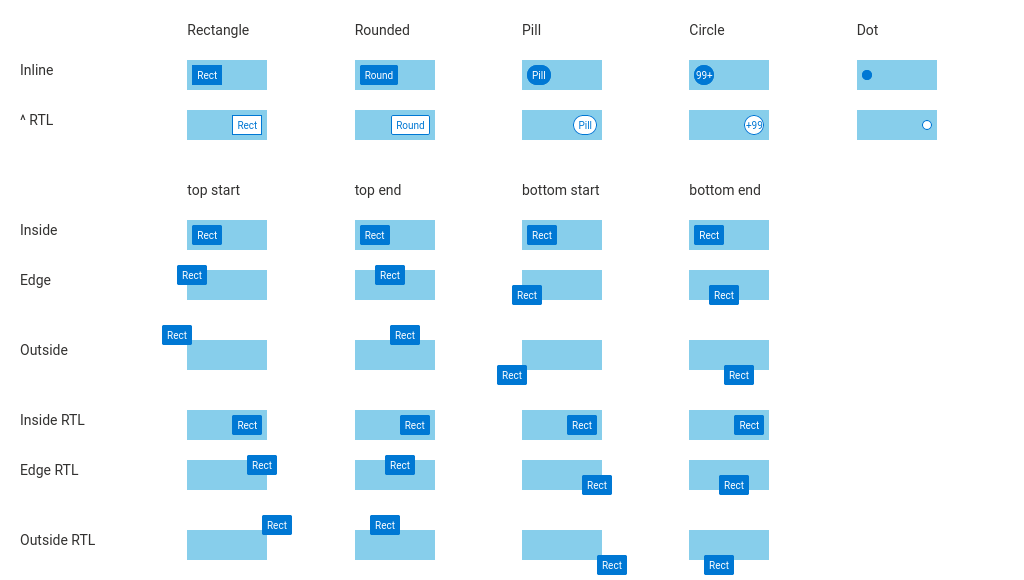 Rectangle Rounded Pill Circle Dot
Inline Rect Round Pill 99+
^ RTL Rect Round Pill +99
top start top end bottom start bottom end
Inside Rect Rect Rect Rect
Edge Rect Rect Rect Rect
Outside Rect Rect Rect Rect
Inside RTL Rect Rect Rect Rect
Edge RTL Rect Rect Rect Rect
Outside RTL Rect Rect Rect Rect